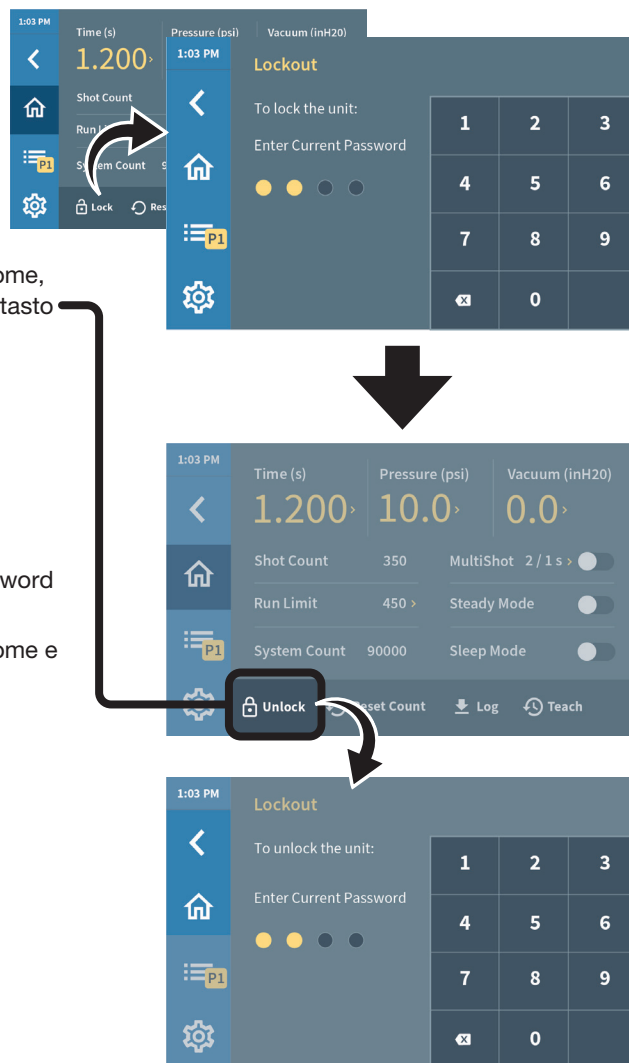 1:03 PM
Time (s) Pressure (psi) Vacuum (inH20)
1.200 ›
Shot Count
Run
Count 9
P1
Lock Res
1:03 PM
Lockout
To lock the unit:
Enter Current Password
P1
1 2 3
4 5 6
7 8 9
0
ome,
tasto
word
ome e
1:03 PM
Time (s) Pressure (psi) Vacuum (inH20)
1.200 › 10.0 › 0.0 ›
Shot Count 350 MultiShot 2 / 1 s ›
Run Limit 450 › Steady Mode
P1
System Count 90000 Sleep Mode
Unlock eset Count Log Teach
1:03 PM
Lockout
To unlock the unit:
Enter Current Password
P1
1 2 3
4 5 6
7 8 9
0